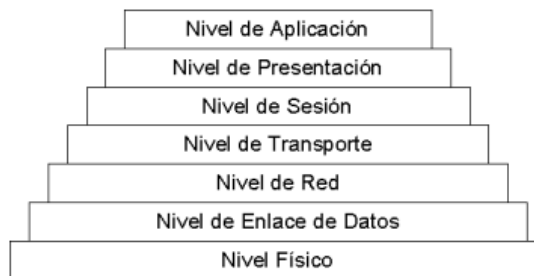 Nivel de Aplicación
Nivel de Presentación
Nivel de Sesión
Nivel de Transporte
Nivel de Red
Nivel de Enlace de Datos
Nivel Físico